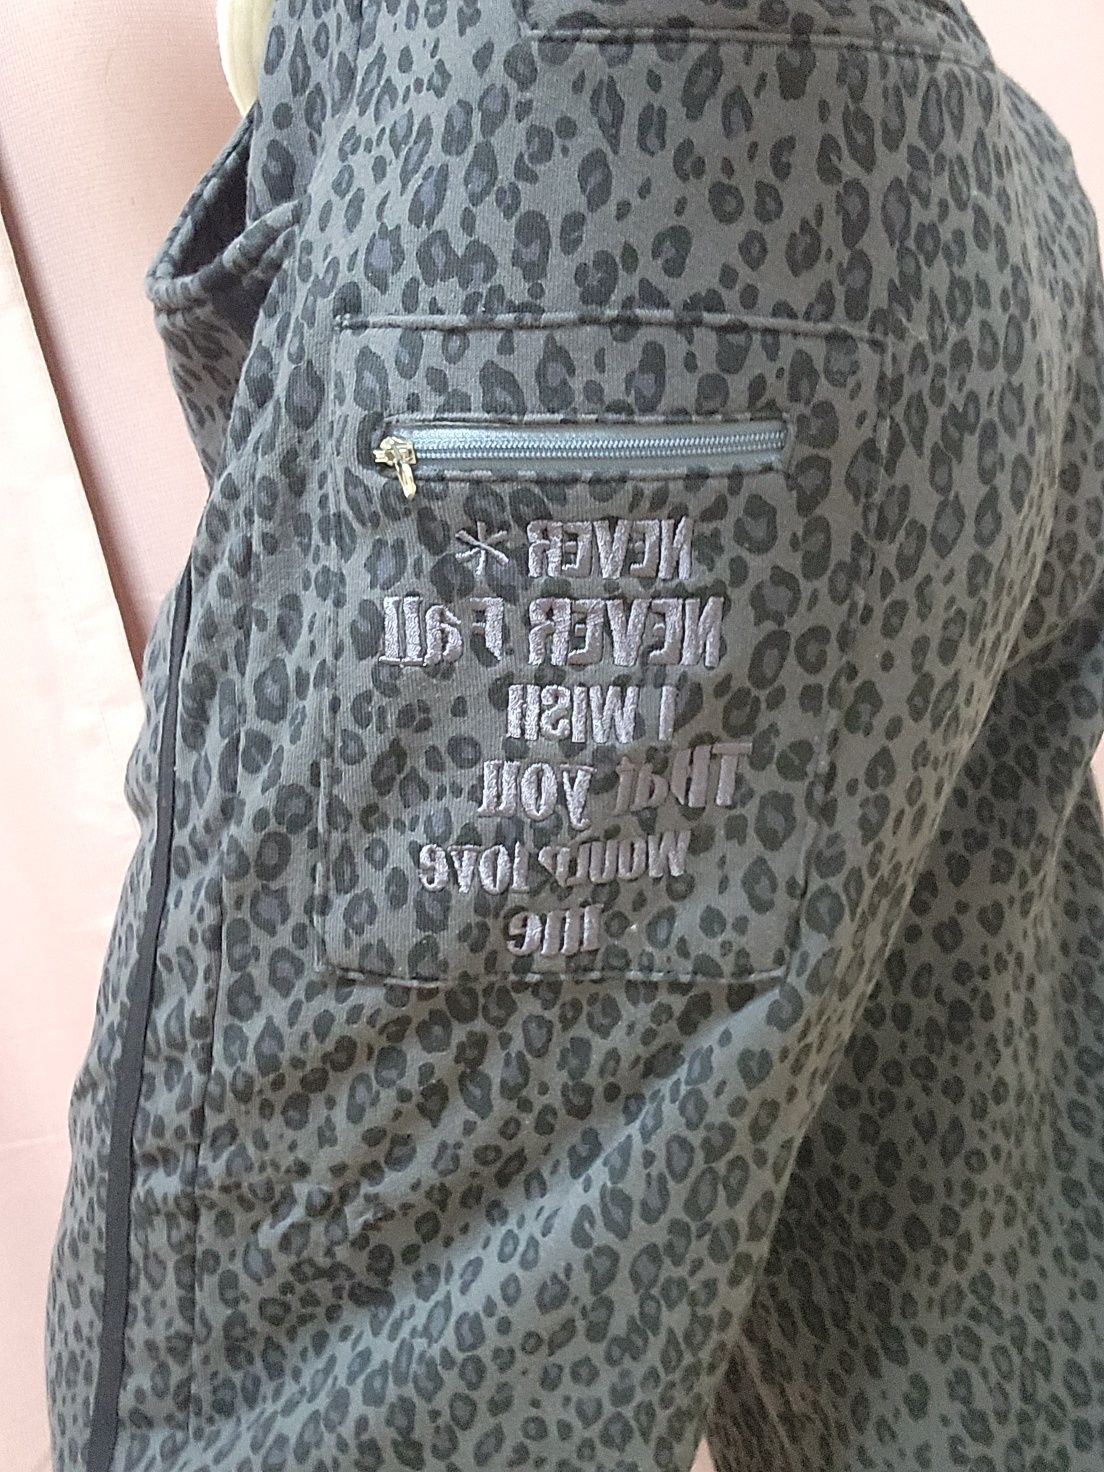 NEVER *
NEVER Fall
I WISH
That you
Would love
me